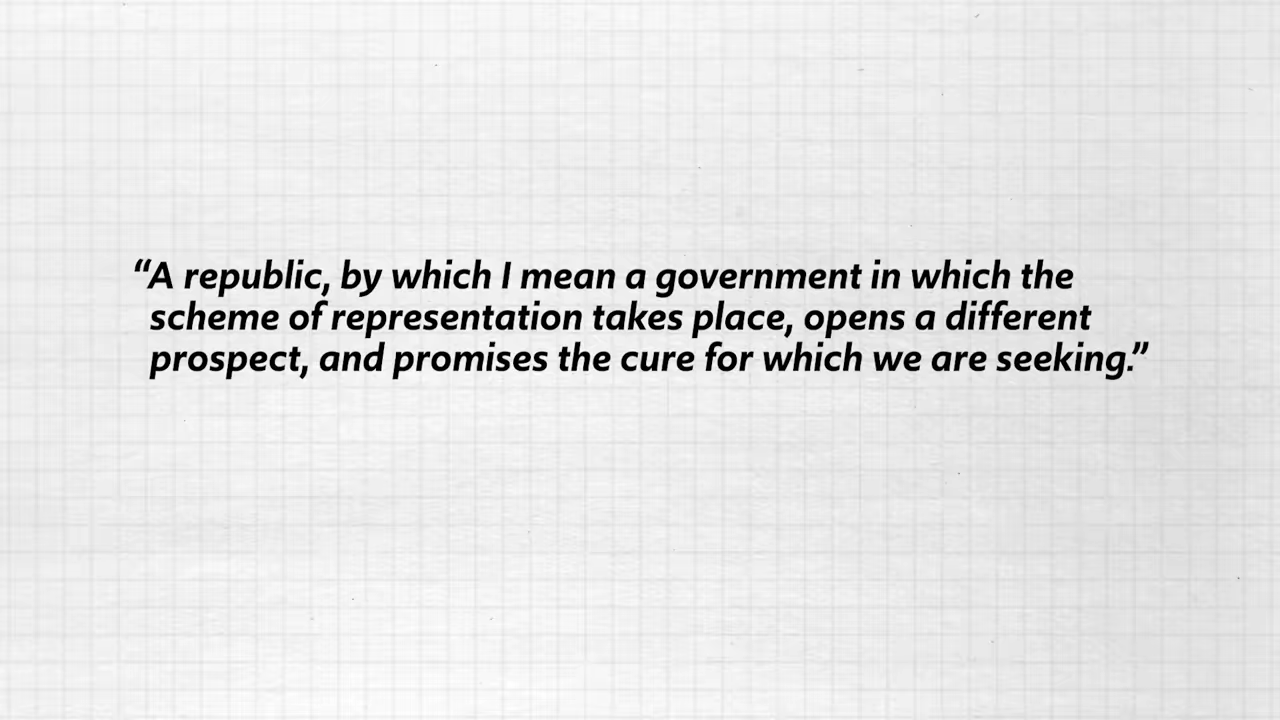 “A republic, by which I mean a government in which the
scheme of representation takes place, opens a different
prospect, and promises the cure for which we are seeking.”